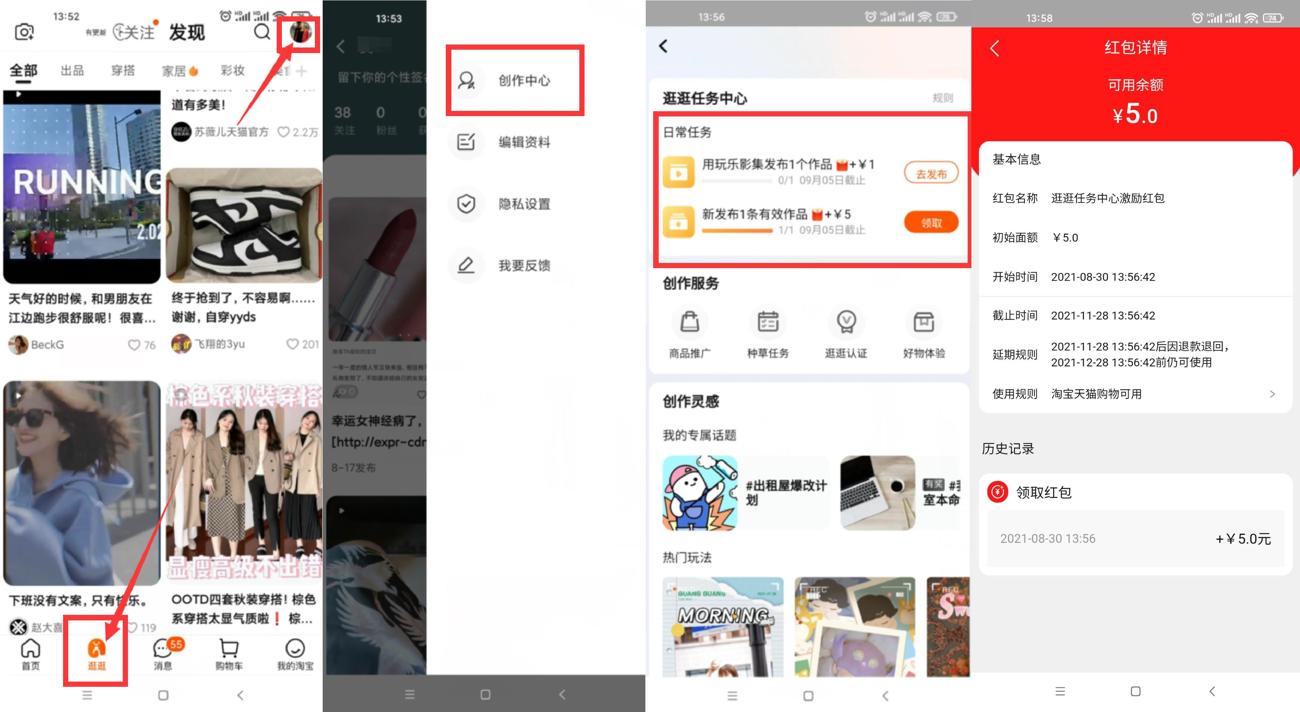 13:52
有更新
关注
发现
全部
出品
穿搭
家居
彩妆
道有多美!
苏薇儿天猫官方
2.2万
RUNNING
2.02
天气好的时候,和男朋友在
江边跑步很舒服呢!很喜...
BeckG
76
终于抢到了,不容易啊......
谢谢,自穿yyds
飞翔的3yu
201
下班没有文案,只有快乐。
赵大喜
119
棕色系秋装穿搭
显瘦高级不出错
OOTD四套秋装穿搭!棕色
系穿搭太显气质啦❗ 棕...
首页
逛逛
消息
55
购物车
我的淘宝
13:53
留下你的个性签名
38
0
0
关注
粉丝
幸运女神经病了,
[http://expr-cdn
8-17发布
创作中心
编辑资料
隐私设置
我要反馈
13:56
逛逛任务中心
规则
日常任务
用玩乐影集发布1个作品 🧧+¥1
0/1 09月05日截止
去发布
新发布1条有效作品 🧧+¥5
1/1 09月05日截止
领取
创作服务
商品推广
种草任务
逛逛认证
好物体验
创作灵感
我的专属话题
#出租屋爆改计
划
有奖
室本命
热门玩法
GUANG GUANG
MORNING
REC
REC
13:58
红包详情
可用余额
¥5.0
基本信息
红包名称 逛逛任务中心激励红包
初始面额 ¥5.0
开始时间 2021-08-30 13:56:42
截止时间 2021-11-28 13:56:42
延期规则 2021-11-28 13:56:42后因退款退回,
2021-12-28 13:56:42前仍可使用
使用规则 淘宝天猫购物可用
历史记录
领取红包
2021-08-30 13:56
+¥5.0元